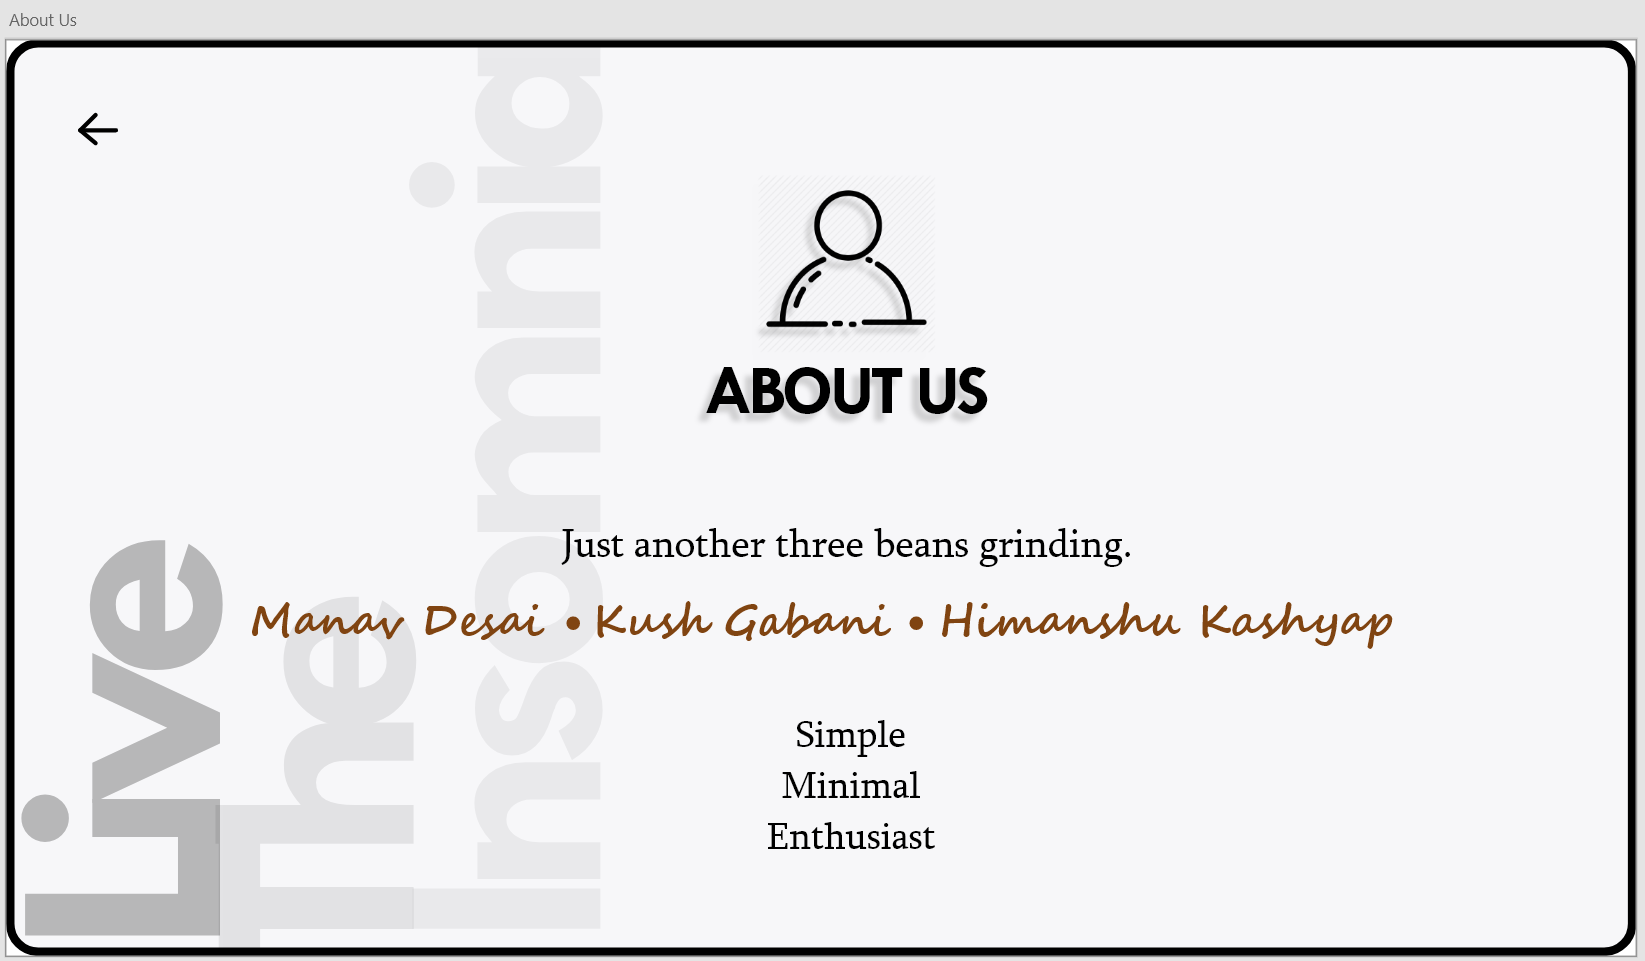 About Us
Live
The
Insomnia
ABOUT US
Just another three beans grinding.
Manav Desai • Kush Gabani • Himanshu Kashyap
Simple
Minimal
Enthusiast